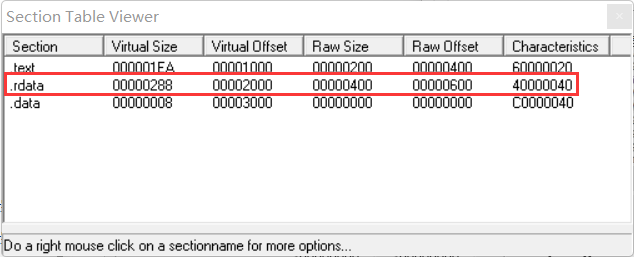 Section Table Viewer
Section Virtual Size Virtual Offset Raw Size Raw Offset Characteristics
.text 000001EA 00001000 00000200 00000400 60000020
.rdata 00000288 00002000 00000400 00000600 40000040
.data 00000008 00003000 00000000 00000000 C0000040
Do a right mouse click on a sectionname for more options...